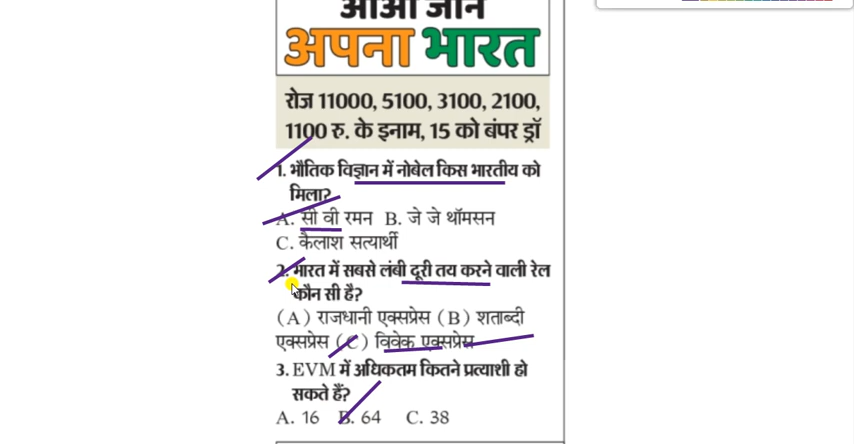 आओ जानें
अपना भारत
रोज 11000, 5100, 3100, 2100,
1100 रु. के इनाम, 15 को बंपर ड्रॉ
1. भौतिक विज्ञान में नोबेल किस भारतीय को
मिला?
A. सी वी रमन B. जे जे थॉमसन
C. कैलाश सत्यार्थी
2. भारत में सबसे लंबी दूरी तय करने वाली रेल
कौन सी है?
(A) राजधानी एक्सप्रेस (B) शताब्दी
एक्सप्रेस (C) विवेक एक्सप्रेस
3. EVM में अधिकतम कितने प्रत्याशी हो
सकते हैं?
A. 16 B. 64 C. 38